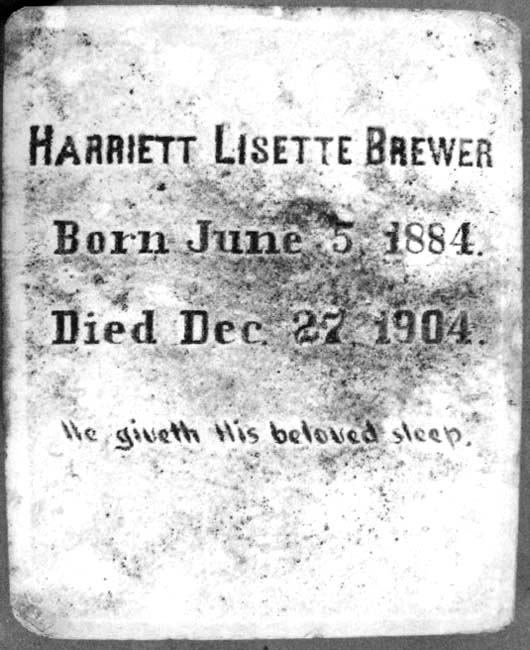 HARRIETT LISETTE BREWER
Born June 5 1884.
Died Dec. 27, 1904.
He giveth His beloved sleep.